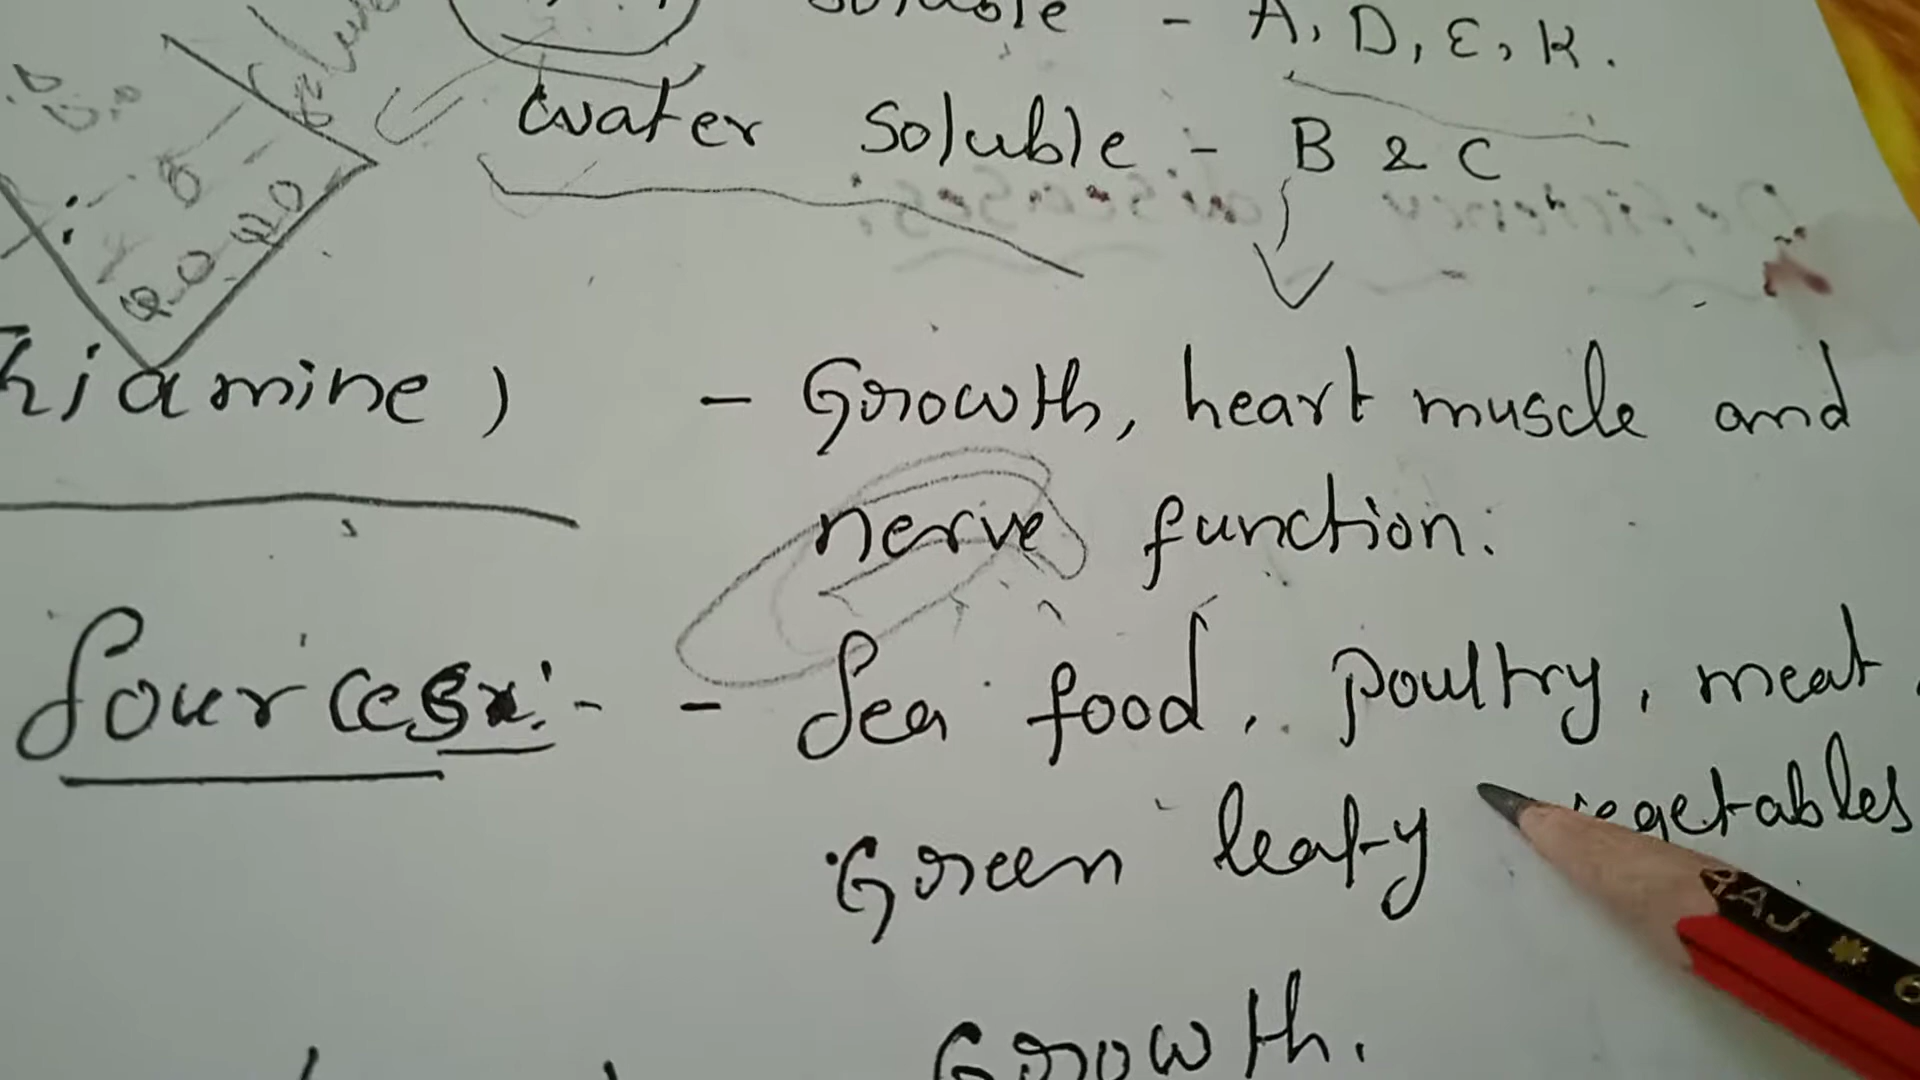 soluble - A, D, E, K.
Water soluble - B & C
hiamine) - Growth, heart muscle and
nerve function.
Sources:- - Sea food, poultry, meat,
Green leafy vegetables
Growth.
RAJ